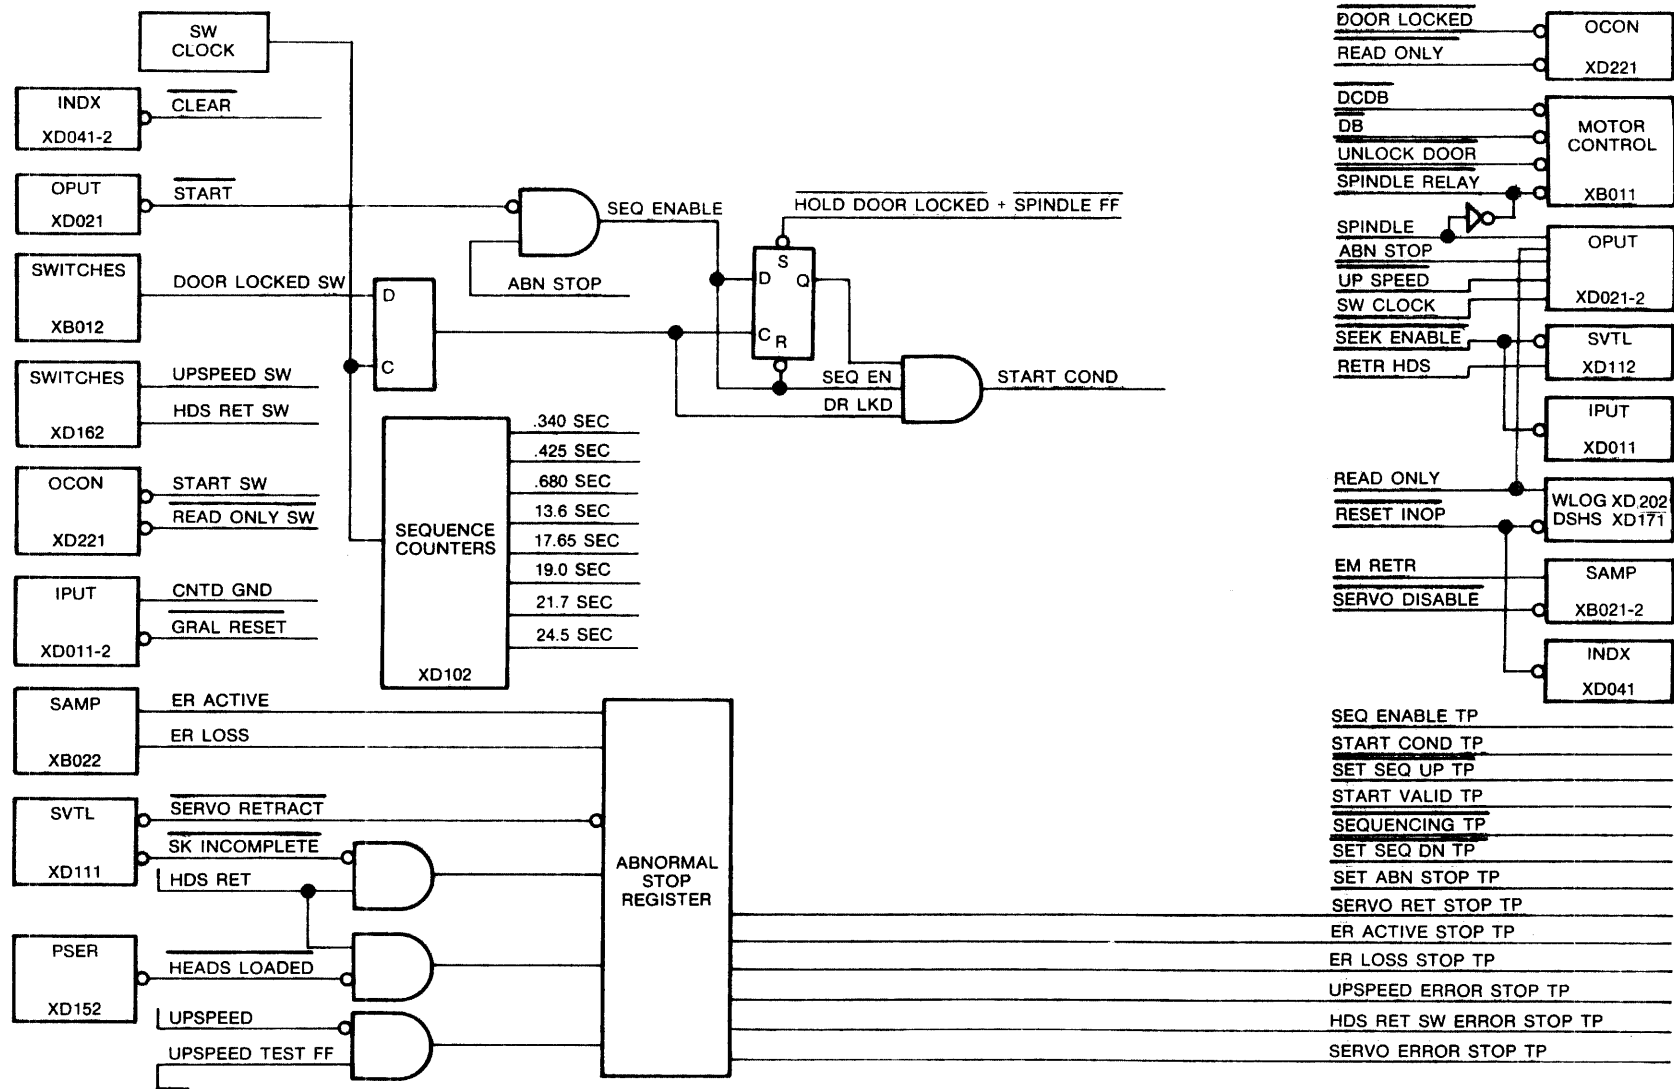 SW
CLOCK
INDX
XD041-2
CLEAR
OPUT
XD021
START
SWITCHES
XB012
DOOR LOCKED SW
SWITCHES
XD162
UPSPEED SW
HDS RET SW
OCON
XD221
START SW
READ ONLY SW
IPUT
XD011-2
CNTD GND
GRAL RESET
SAMP
XB022
ER ACTIVE
ER LOSS
SVTL
XD111
SERVO RETRACT
SK INCOMPLETE
HDS RET
PSER
XD152
HEADS LOADED
UPSPEED
UPSPEED TEST FF
D
C
SEQ ENABLE
ABN STOP
HOLD DOOR LOCKED + SPINDLE FF
S
D
Q
C
R
SEQ EN
DR LKD
START COND
SEQUENCE
COUNTERS
XD102
.340 SEC
.425 SEC
.680 SEC
13.6 SEC
17.65 SEC
19.0 SEC
21.7 SEC
24.5 SEC
ABNORMAL
STOP
REGISTER
DOOR LOCKED
READ ONLY
OCON
XD221
DCDB
DB
UNLOCK DOOR
SPINDLE RELAY
MOTOR
CONTROL
XB011
SPINDLE
ABN STOP
UP SPEED
SW CLOCK
OPUT
XD021-2
SEEK ENABLE
RETR HDS
SVTL
XD112
IPUT
XD011
READ ONLY
RESET INOP
WLOG XD 202
DSHS XD171
EM RETR
SERVO DISABLE
SAMP
XB021-2
INDX
XD041
SEQ ENABLE TP
START COND TP
SET SEQ UP TP
START VALID TP
SEQUENCING TP
SET SEQ DN TP
SET ABN STOP TP
SERVO RET STOP TP
ER ACTIVE STOP TP
ER LOSS STOP TP
UPSPEED ERROR STOP TP
HDS RET SW ERROR STOP TP
SERVO ERROR STOP TP